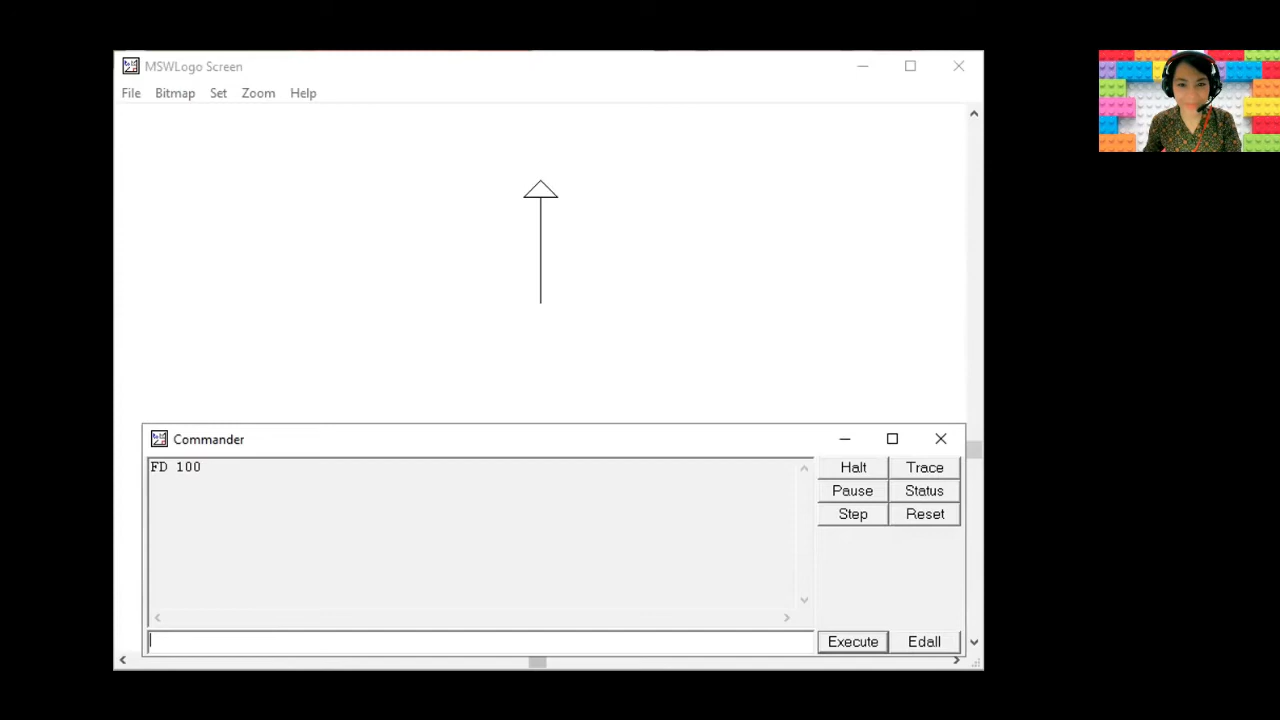 MSWLogo Screen
File Bitmap Set Zoom Help
Commander
FD 100
Halt Trace
Pause Status
Step Reset
Execute Edall